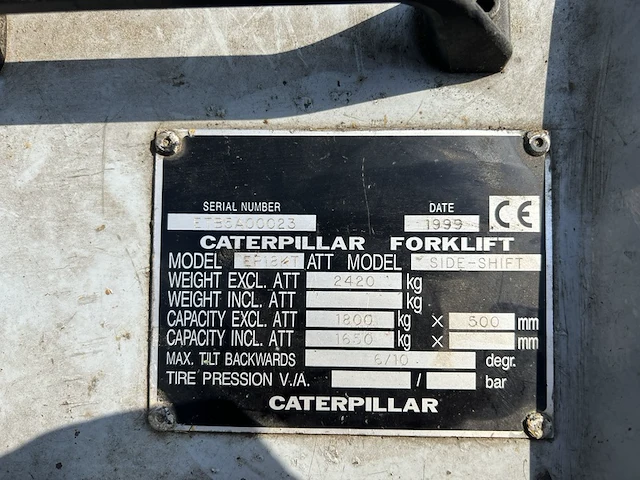 SERIAL NUMBER DATE CE
1999
CATERPILLAR FORKLIFT
MODEL ATT MODEL SIDE-SHIFT
WEIGHT EXCL. ATT 2420 kg
WEIGHT INCL. ATT kg
CAPACITY EXCL. ATT 1800 kg X 500 mm
CAPACITY INCL. ATT 1650 kg X mm
MAX. TILT BACKWARDS 6/10 degr.
TIRE PRESSION V./A. / bar
CATERPILLAR